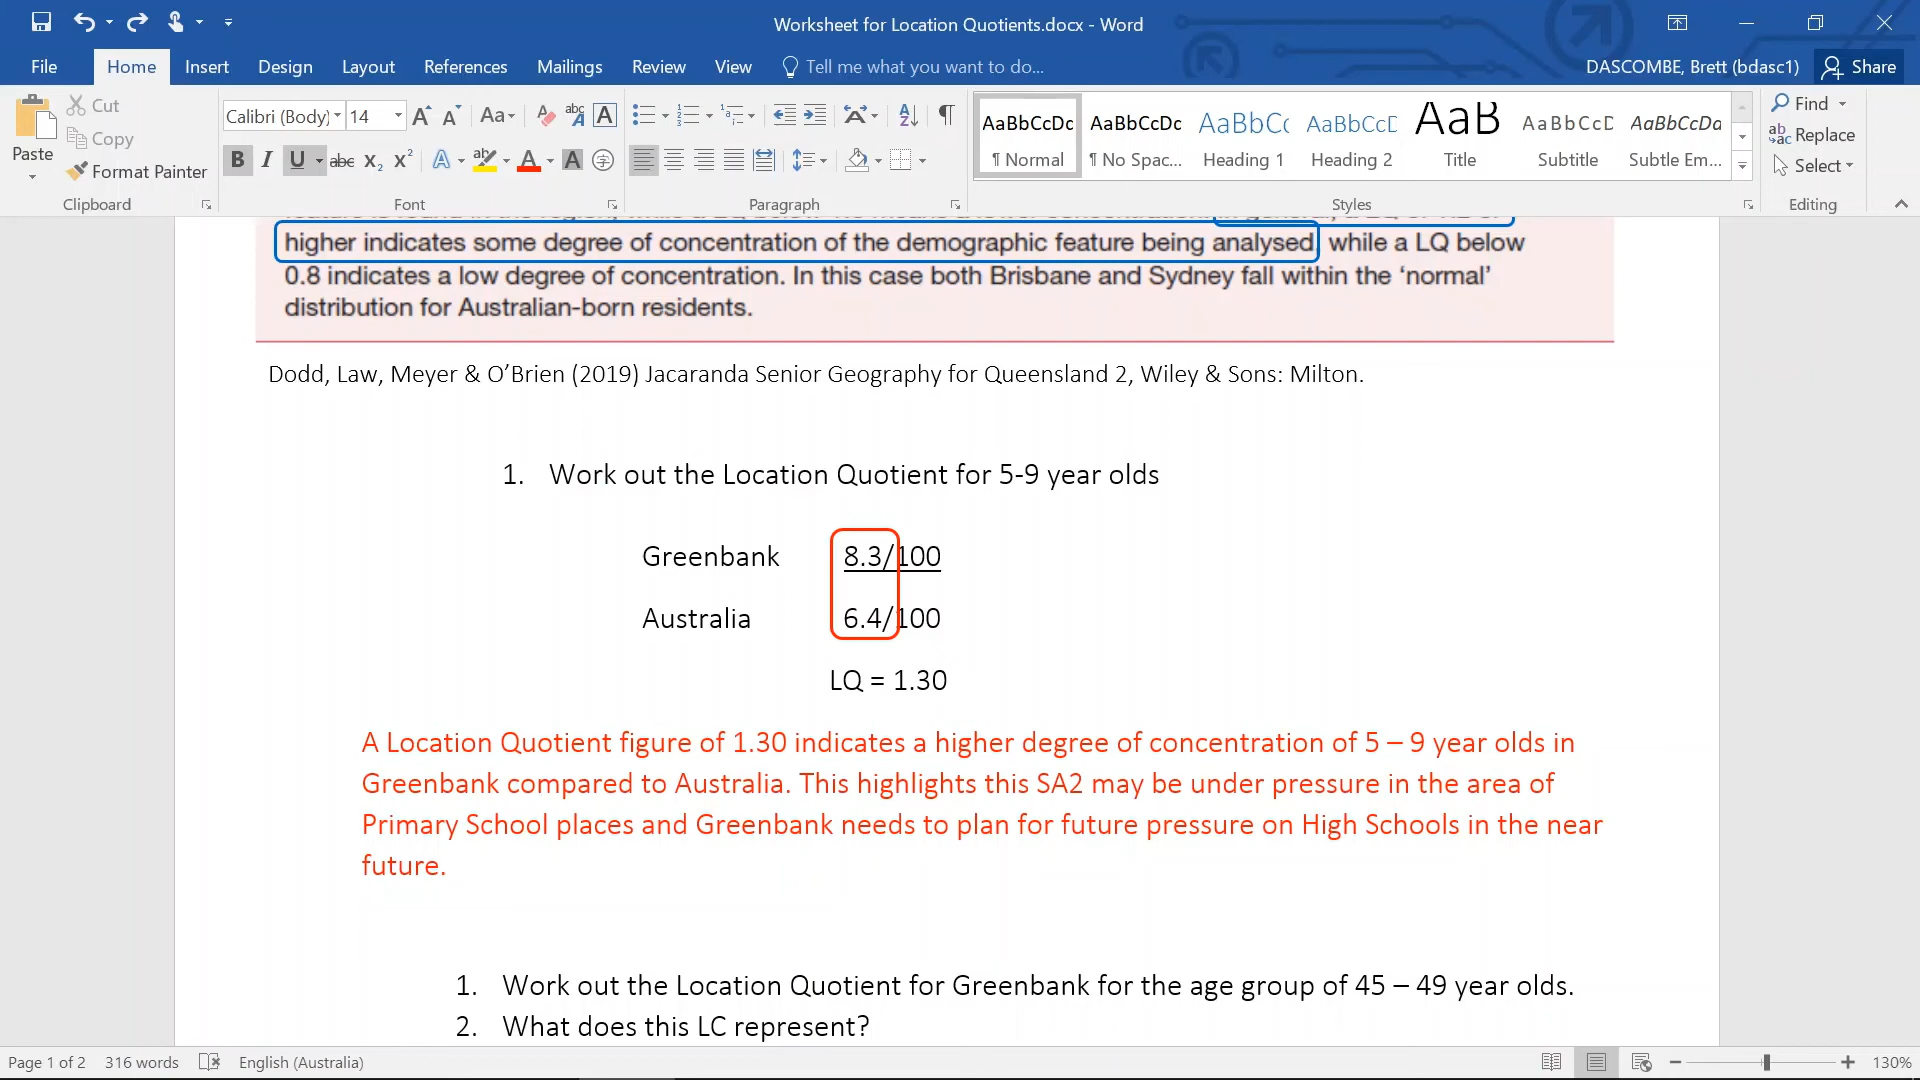 Worksheet for Location Quotients.docx - Word
File Home Insert Design Layout References Mailings Review View Tell me what you want to do... DASCOMBE, Brett (bdasc1) Share
Paste
Cut
Copy
Format Painter
Clipboard
Calibri (Body) 14
Font
Paragraph
AaBbCcDc AaBbCcDc AaBbCc AaBbCcD AaB AaBbCcD AaBbCcDa
¶ Normal ¶ No Spac... Heading 1 Heading 2 Title Subtitle Subtle Em...
Styles
Find
Replace
Select
Editing
higher indicates some degree of concentration of the demographic feature being analysed, while a LQ below
0.8 indicates a low degree of concentration. In this case both Brisbane and Sydney fall within the ‘normal’
distribution for Australian-born residents.
Dodd, Law, Meyer & O’Brien (2019) Jacaranda Senior Geography for Queensland 2, Wiley & Sons: Milton.
1. Work out the Location Quotient for 5-9 year olds
Greenbank 8.3/100
Australia 6.4/100
LQ = 1.30
A Location Quotient figure of 1.30 indicates a higher degree of concentration of 5 – 9 year olds in
Greenbank compared to Australia. This highlights this SA2 may be under pressure in the area of
Primary School places and Greenbank needs to plan for future pressure on High Schools in the near
future.
1. Work out the Location Quotient for Greenbank for the age group of 45 – 49 year olds.
2. What does this LC represent?
Page 1 of 2 316 words English (Australia) 130%